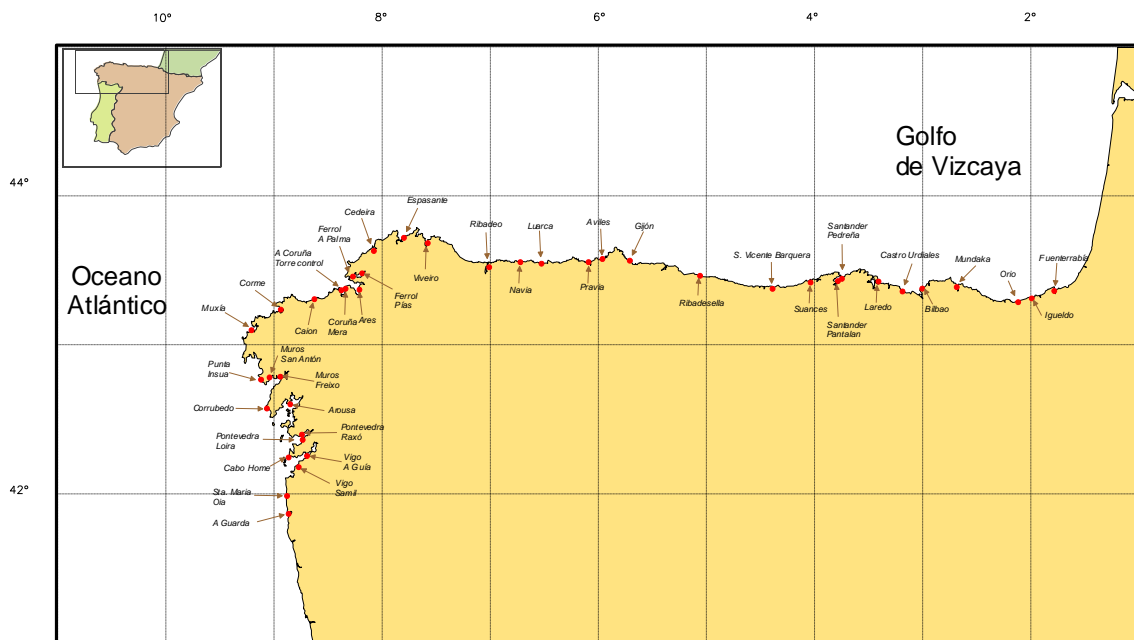 10°
8°
6°
4°
2°
44°
42°
Golfo
de Vizcaya
Oceano
Atlántico
Espasante
Cedeira
Ferrol
A Palma
A Coruña
Torre control
Corme
Muxía
Caion
Coruña
Mera
Ares
Ferrol
Pías
Viveiro
Ribadeo
Navia
Luarca
Pravia
Aviles
Gijón
Ribadesella
S. Vicente Barquera
Suances
Santander
Pedreña
Santander
Pantalan
Laredo
Castro Urdiales
Bilbao
Mundaka
Orio
Igueldo
Fuenterrabía
Punta
Insua
Muros
San Antón
Muros
Freixo
Corrubedo
Arousa
Pontevedra
Raxó
Pontevedra
Loira
Cabo Home
Vigo
A Guía
Vigo
Samil
Sta. Maria
Oia
A Guarda